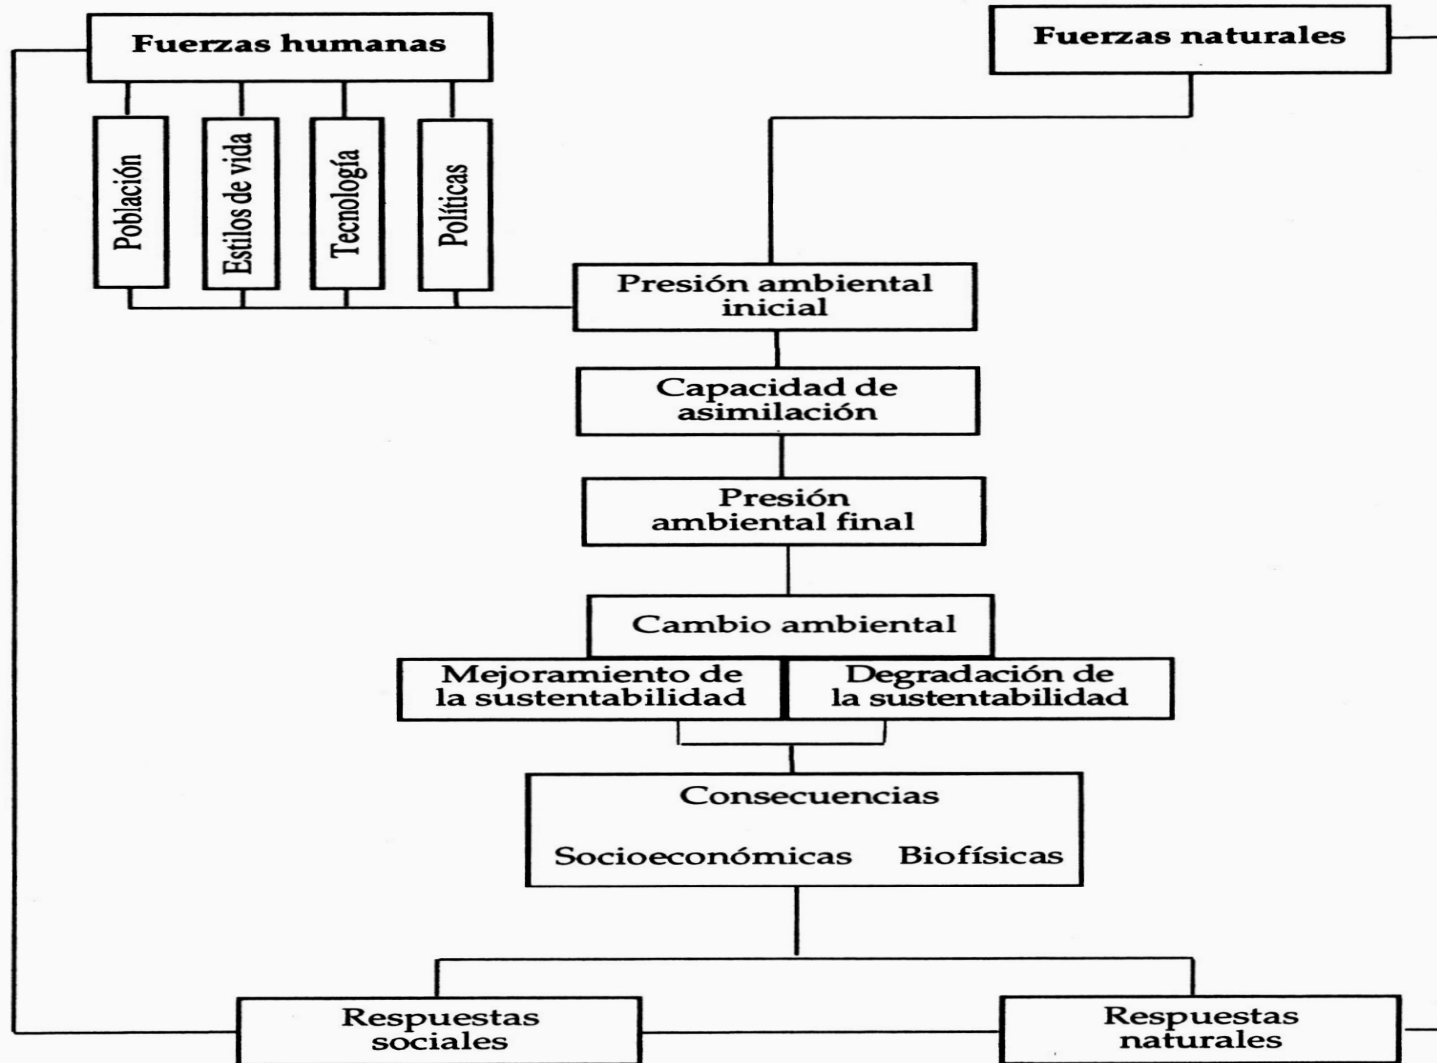 Fuerzas humanas
Fuerzas naturales
Población
Estilos de vida
Tecnología
Políticas
Presión ambiental
inicial
Capacidad de
asimilación
Presión
ambiental final
Cambio ambiental
Mejoramiento de
la sustentabilidad
Degradación de
la sustentabilidad
Consecuencias
Socioeconómicas Biofísicas
Respuestas
sociales
Respuestas
naturales